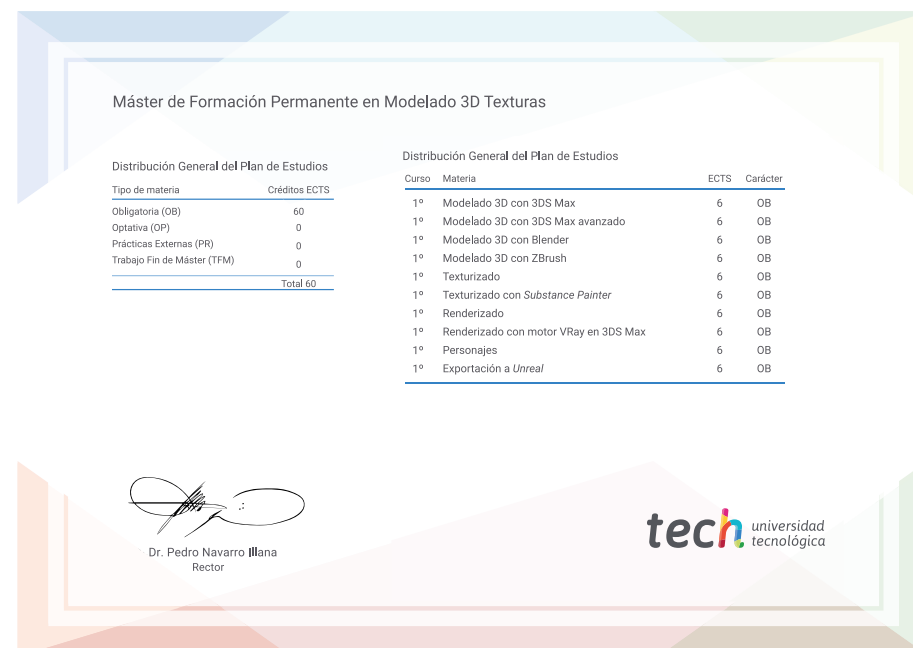 Máster de Formación Permanente en Modelado 3D Texturas
Distribución General del Plan de Estudios
Tipo de materia Créditos ECTS
Obligatoria (OB) 60
Optativa (OP) 0
Prácticas Externas (PR) 0
Trabajo Fin de Máster (TFM) 0
Total 60
Distribución General del Plan de Estudios
Curso Materia ECTS Carácter
1º Modelado 3D con 3DS Max 6 OB
1º Modelado 3D con 3DS Max avanzado 6 OB
1º Modelado 3D con Blender 6 OB
1º Modelado 3D con ZBrush 6 OB
1º Texturizado 6 OB
1º Texturizado con Substance Painter 6 OB
1º Renderizado 6 OB
1º Renderizado con motor VRay en 3DS Max 6 OB
1º Personajes 6 OB
1º Exportación a Unreal 6 OB
Dr. Pedro Navarro Illana
Rector
tech universidad
tecnológica